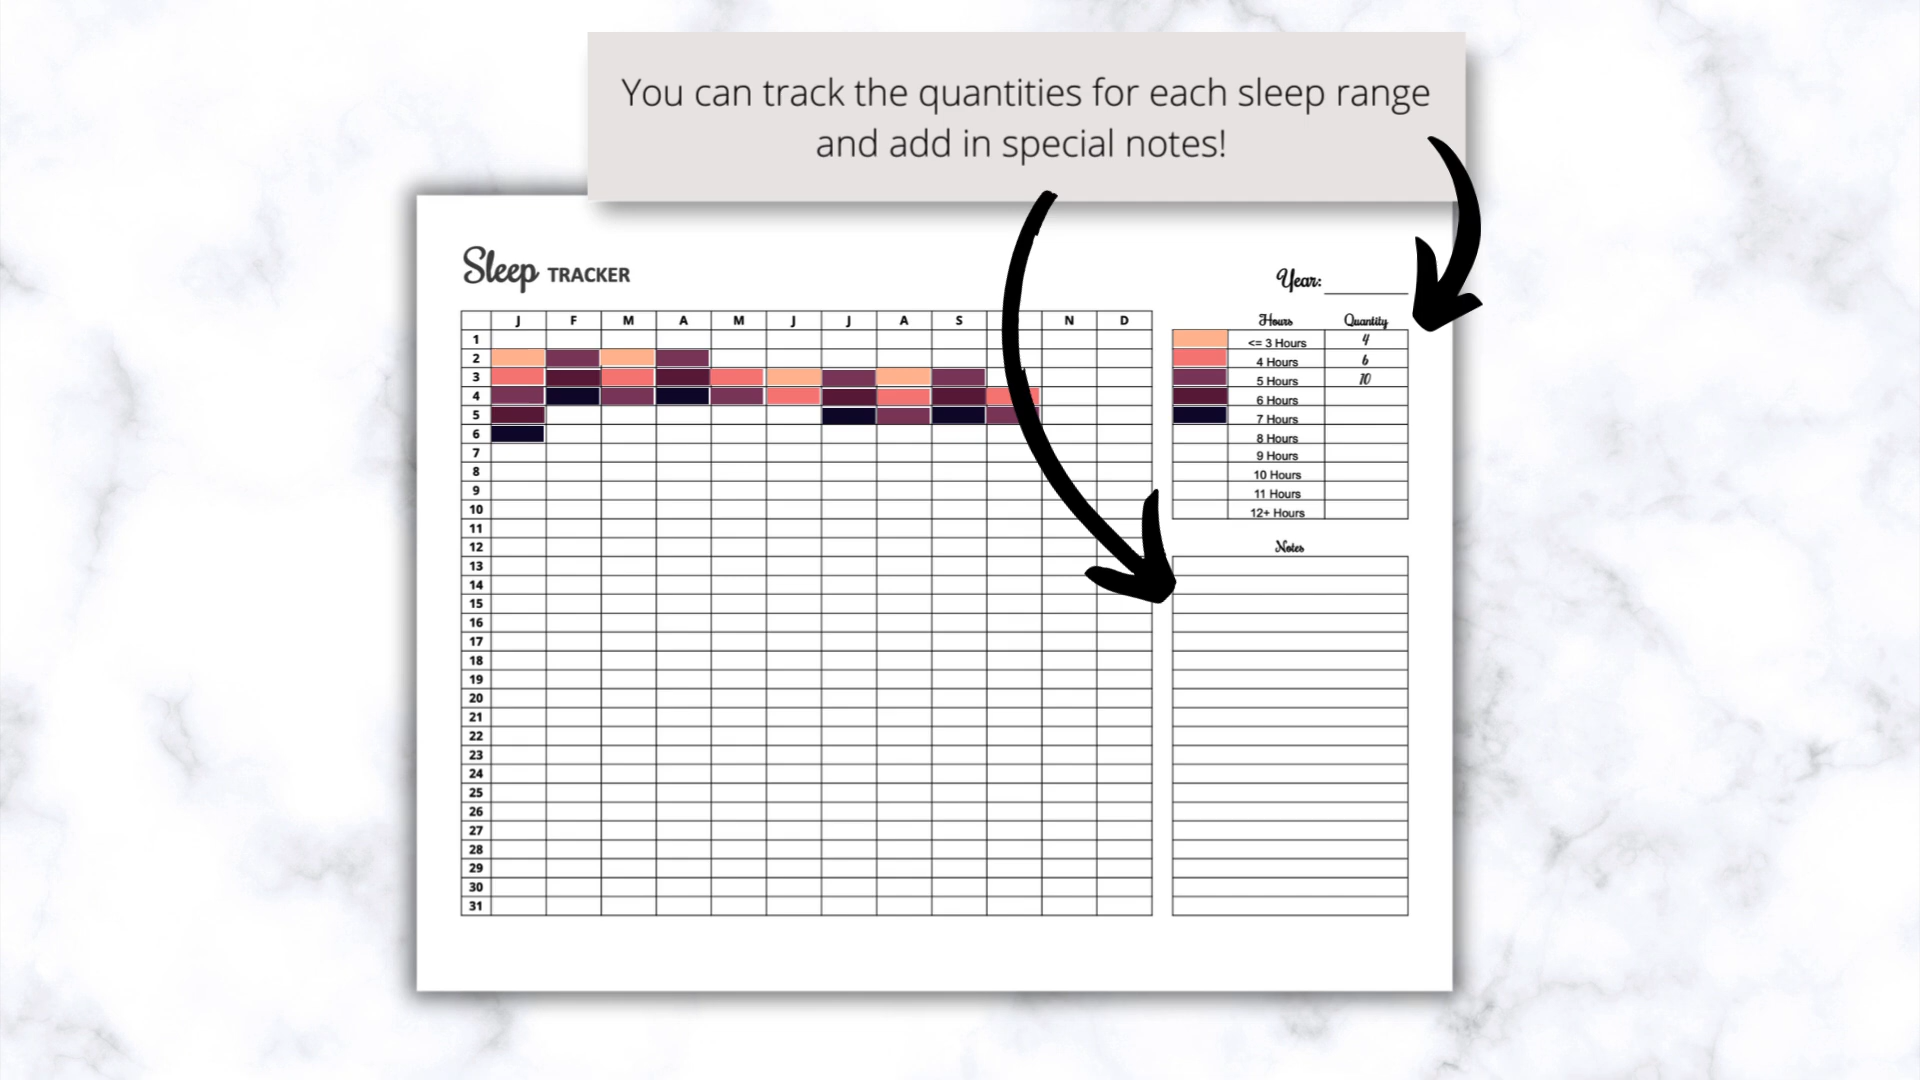 You can track the quantities for each sleep range
and add in special notes!
Sleep TRACKER
Year:
J F M A M J J A S N D
1
2
3
4
5
6
7
8
9
10
11
12
13
14
15
16
17
18
19
20
21
22
23
24
25
26
27
28
29
30
31
Hours Quantity
<= 3 Hours 4
4 Hours 6
5 Hours 10
6 Hours
7 Hours
8 Hours
9 Hours
10 Hours
11 Hours
12+ Hours
Notes